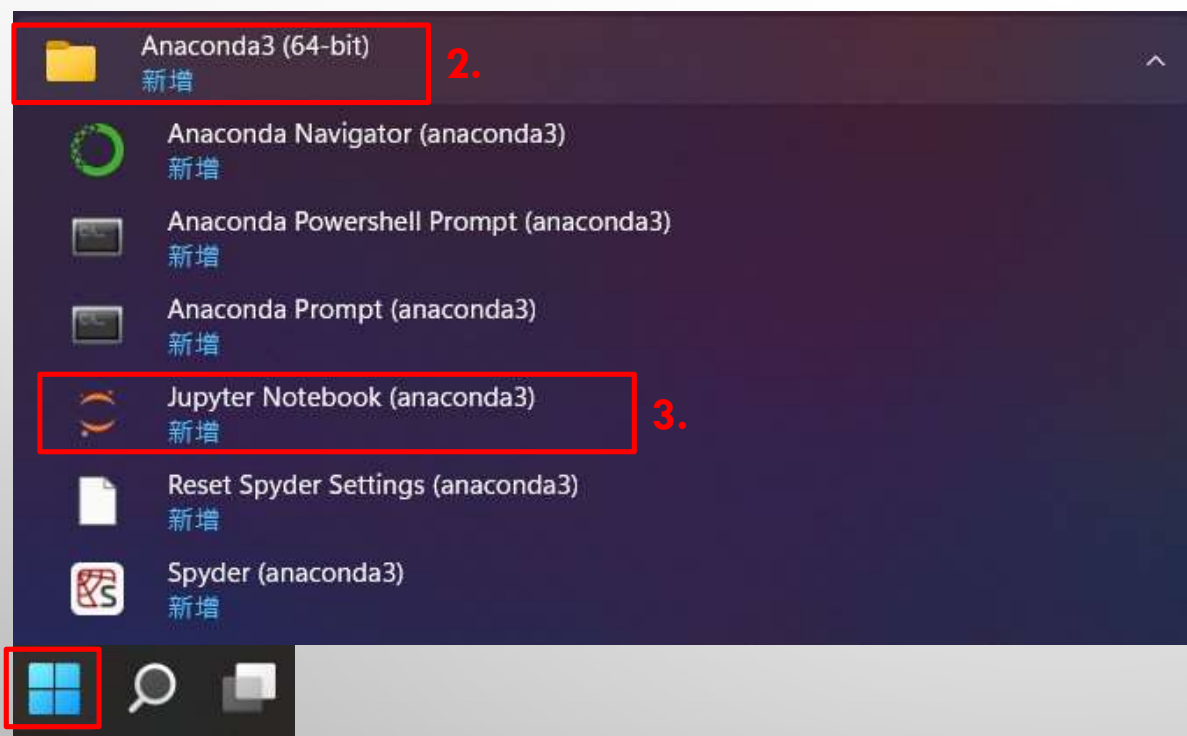 Anaconda3 (64-bit)
新增
2.
Anaconda Navigator (anaconda3)
新增
Anaconda Powershell Prompt (anaconda3)
新增
Anaconda Prompt (anaconda3)
新增
Jupyter Notebook (anaconda3)
新增
3.
Reset Spyder Settings (anaconda3)
新增
Spyder (anaconda3)
新增